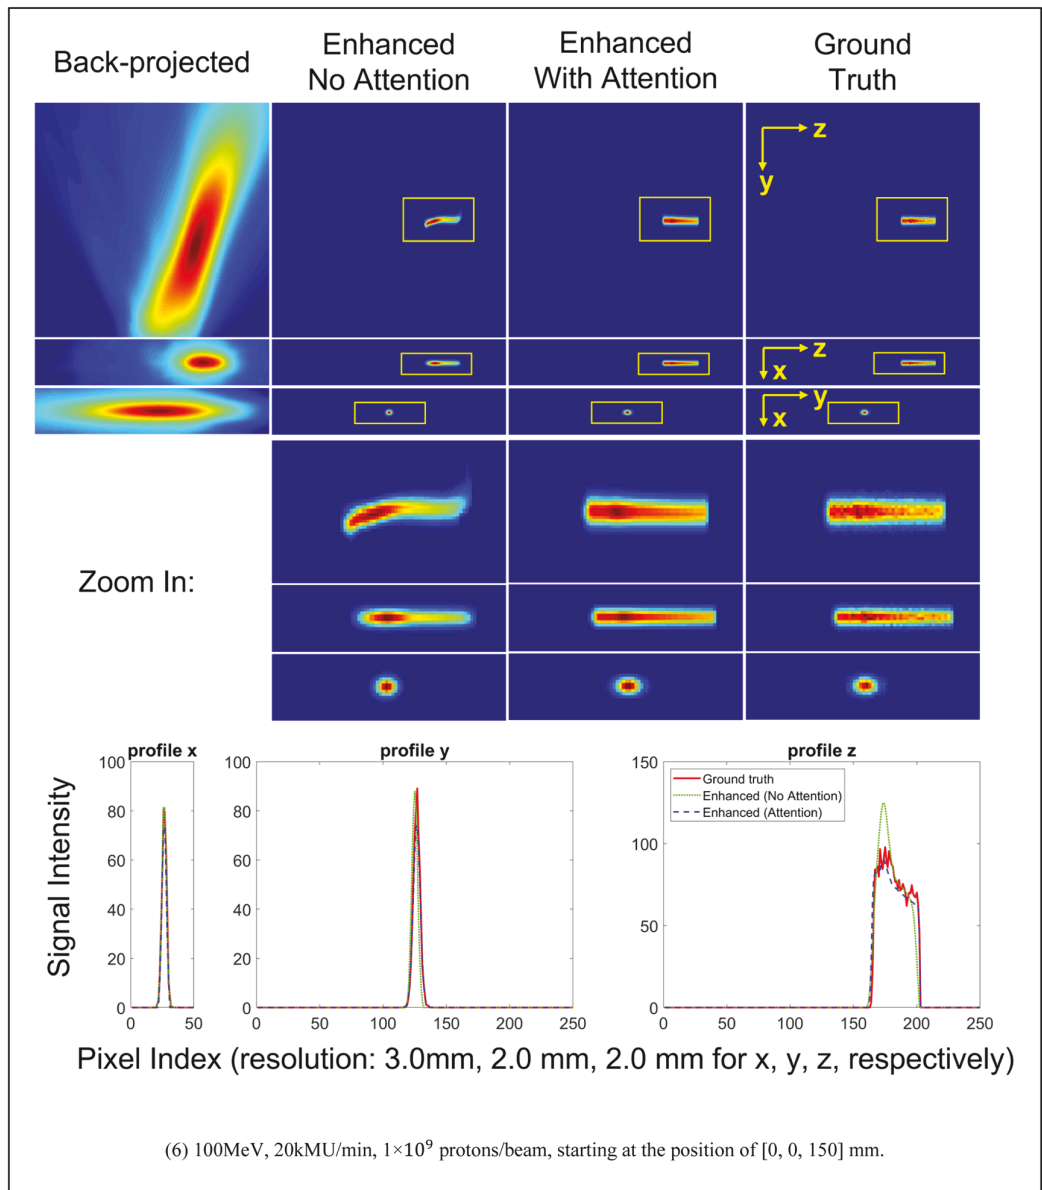 Back-projected
Enhanced
No Attention
Enhanced
With Attention
Ground
Truth
z
y
z
x
y
x
Zoom In:
profile x
profile y
profile z
Signal Intensity
100
80
60
40
20
0
0
50
100
80
60
40
20
0
0
50
100
150
200
250
150
100
50
0
0
50
100
150
200
250
Ground truth
Enhanced (No Attention)
Enhanced (Attention)
Pixel Index (resolution: 3.0mm, 2.0 mm, 2.0 mm for x, y, z, respectively)
(6) 100MeV, 20kMU/min, 1×10⁹ protons/beam, starting at the position of [0, 0, 150] mm.